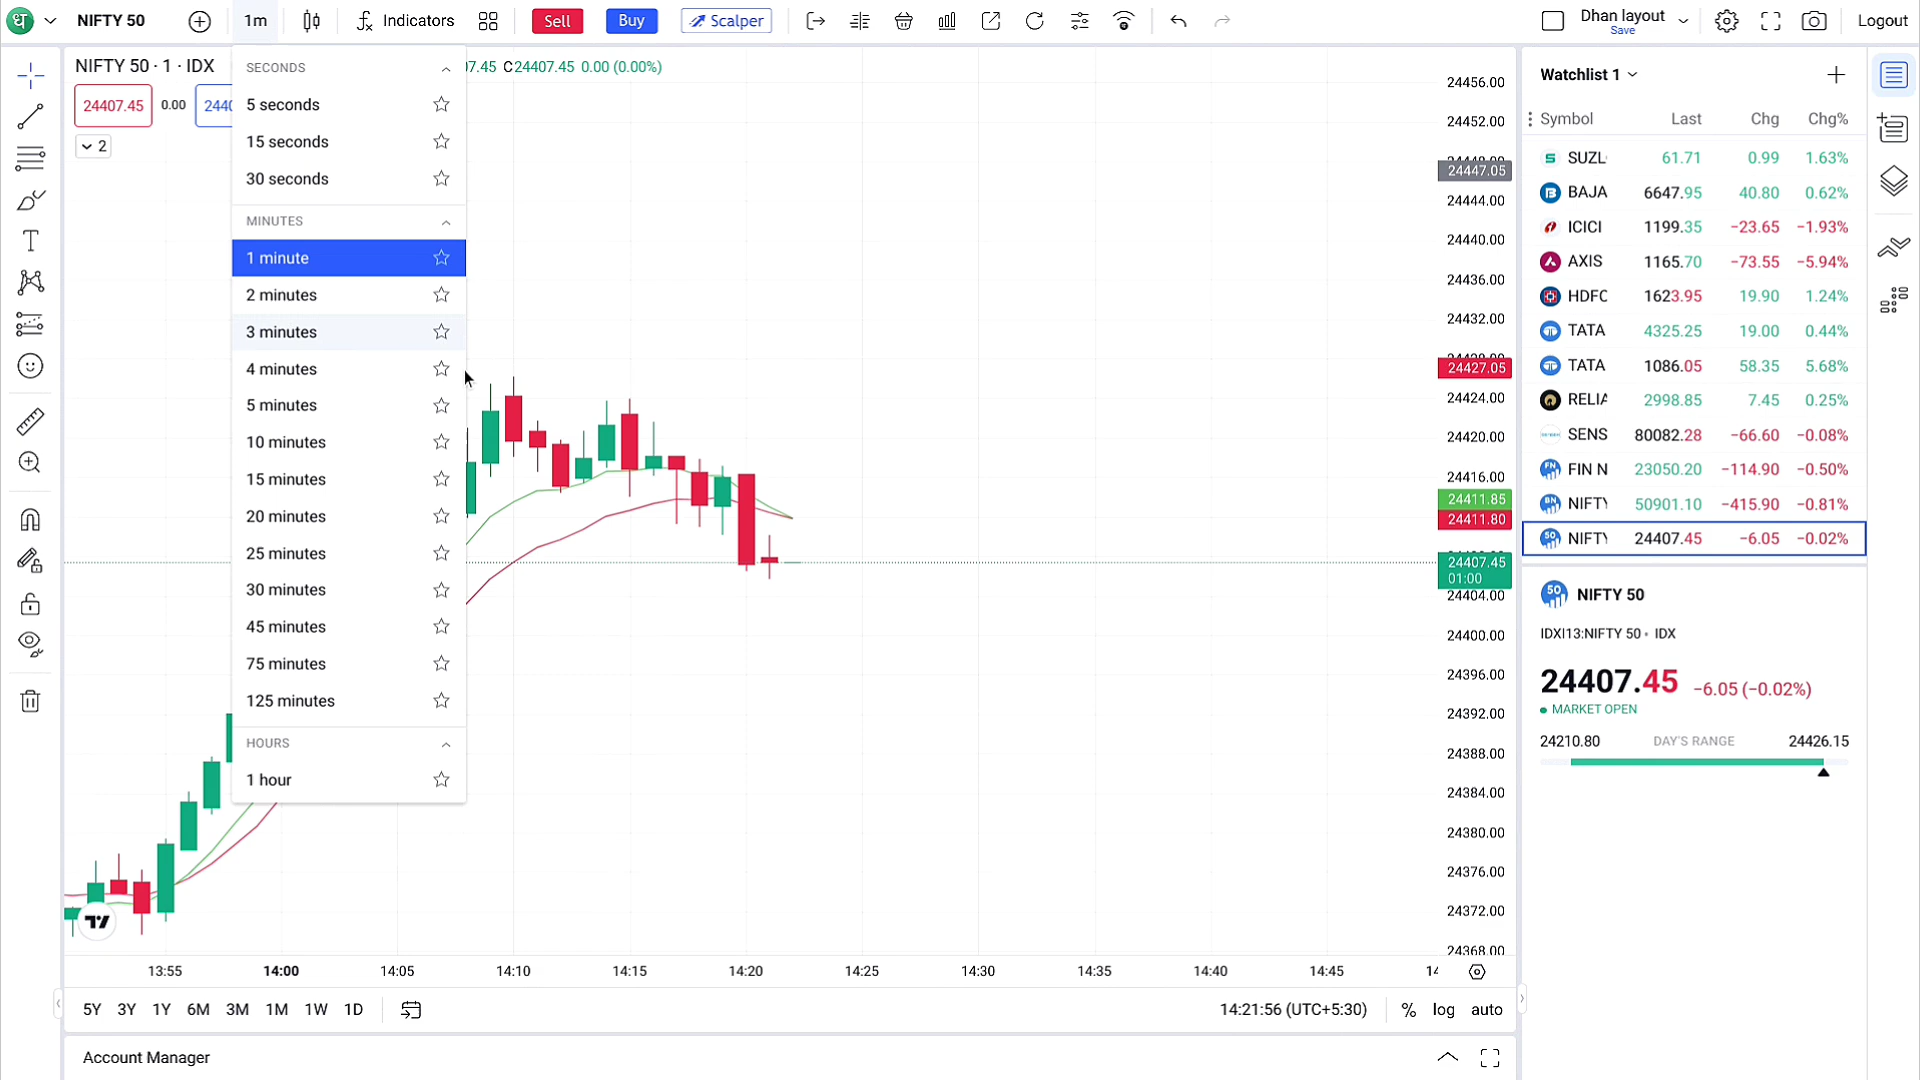 धा NIFTY 50 1m Indicators Sell Buy Scalper Dhan layout Save Logout
NIFTY 50 · 1 · IDX 07.45 C24407.45 0.00 (0.00%)
24407.45 0.00 2440
2
SECONDS
5 seconds
15 seconds
30 seconds
MINUTES
1 minute
2 minutes
3 minutes
4 minutes
5 minutes
10 minutes
15 minutes
20 minutes
25 minutes
30 minutes
45 minutes
75 minutes
125 minutes
HOURS
1 hour
24456.00
24452.00
24447.05
24444.00
24440.00
24436.00
24432.00
24427.05
24424.00
24420.00
24416.00
24411.85
24411.80
24407.45
01:00
24404.00
24400.00
24396.00
24392.00
24388.00
24384.00
24380.00
24376.00
24372.00
24368.00
13:55 14:00 14:05 14:10 14:15 14:20 14:25 14:30 14:35 14:40 14:45
5Y 3Y 1Y 6M 3M 1M 1W 1D 14:21:56 (UTC+5:30) % log auto
Account Manager
Watchlist 1
Symbol Last Chg Chg%
SUZL 61.71 0.99 1.63%
BAJA 6647.95 40.80 0.62%
ICICI 1199.35 −23.65 −1.93%
AXIS 1165.70 −73.55 −5.94%
HDFC 1623.95 19.90 1.24%
TATA 4325.25 19.00 0.44%
TATA 1086.05 58.35 5.68%
RELIA 2998.85 7.45 0.25%
SENS 80082.28 −66.60 −0.08%
FIN N 23050.20 −114.90 −0.50%
NIFTY 50901.10 −415.90 −0.81%
NIFTY 24407.45 −6.05 −0.02%
50 NIFTY 50
IDXI13:NIFTY 50 • IDX
24407.45 −6.05 (−0.02%)
MARKET OPEN
24210.80 DAY'S RANGE 24426.15